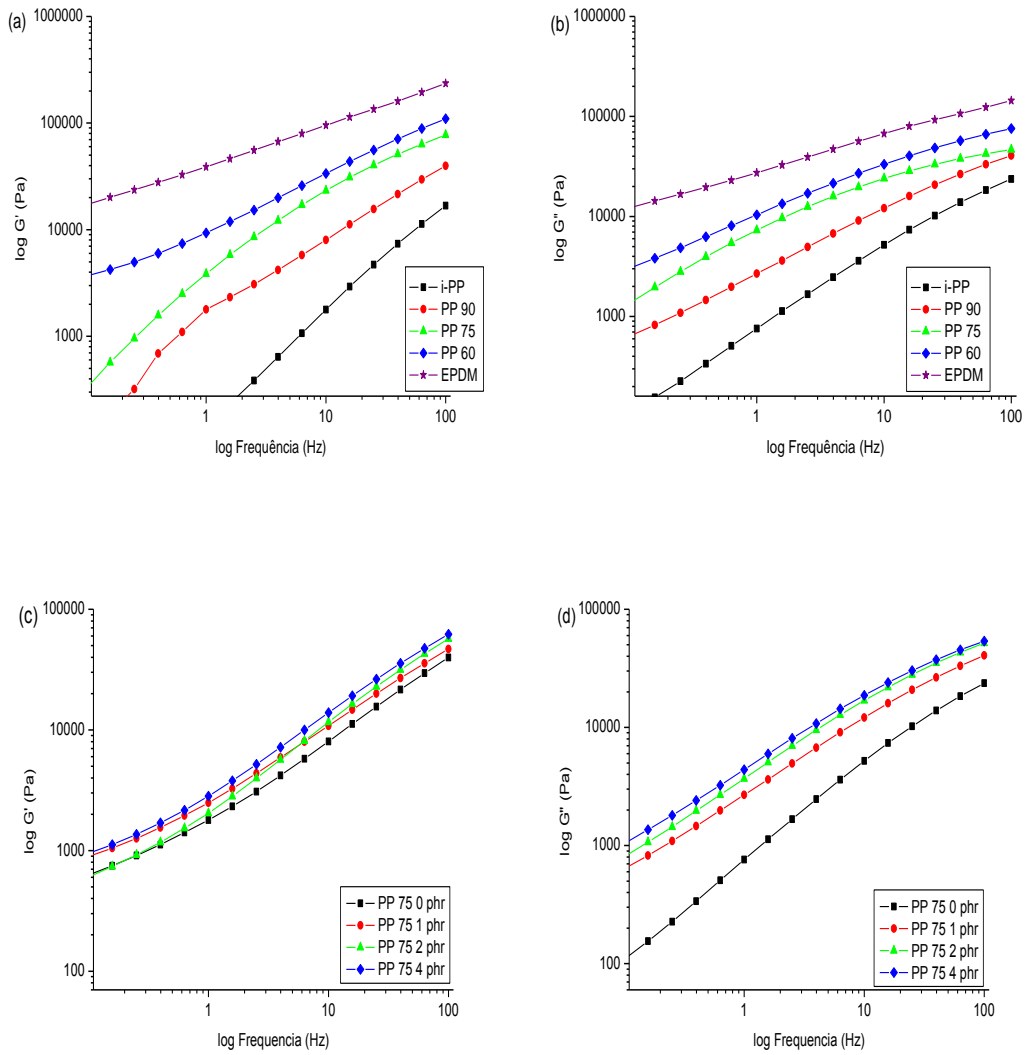 (a)
1000000
100000
10000
1000
log G' (Pa)
1
10
100
log Frequência (Hz)
i-PP
PP 90
PP 75
PP 60
EPDM
(b)
1000000
100000
10000
1000
log G" (Pa)
1
10
100
log Frequência (Hz)
i-PP
PP 90
PP 75
PP 60
EPDM
(c)
100000
10000
1000
100
log G' (Pa)
1
10
100
log Frequencia (Hz)
PP 75 0 phr
PP 75 1 phr
PP 75 2 phr
PP 75 4 phr
(d)
100000
10000
1000
100
log G" (Pa)
1
10
100
log Frequencia (Hz)
PP 75 0 phr
PP 75 1 phr
PP 75 2 phr
PP 75 4 phr